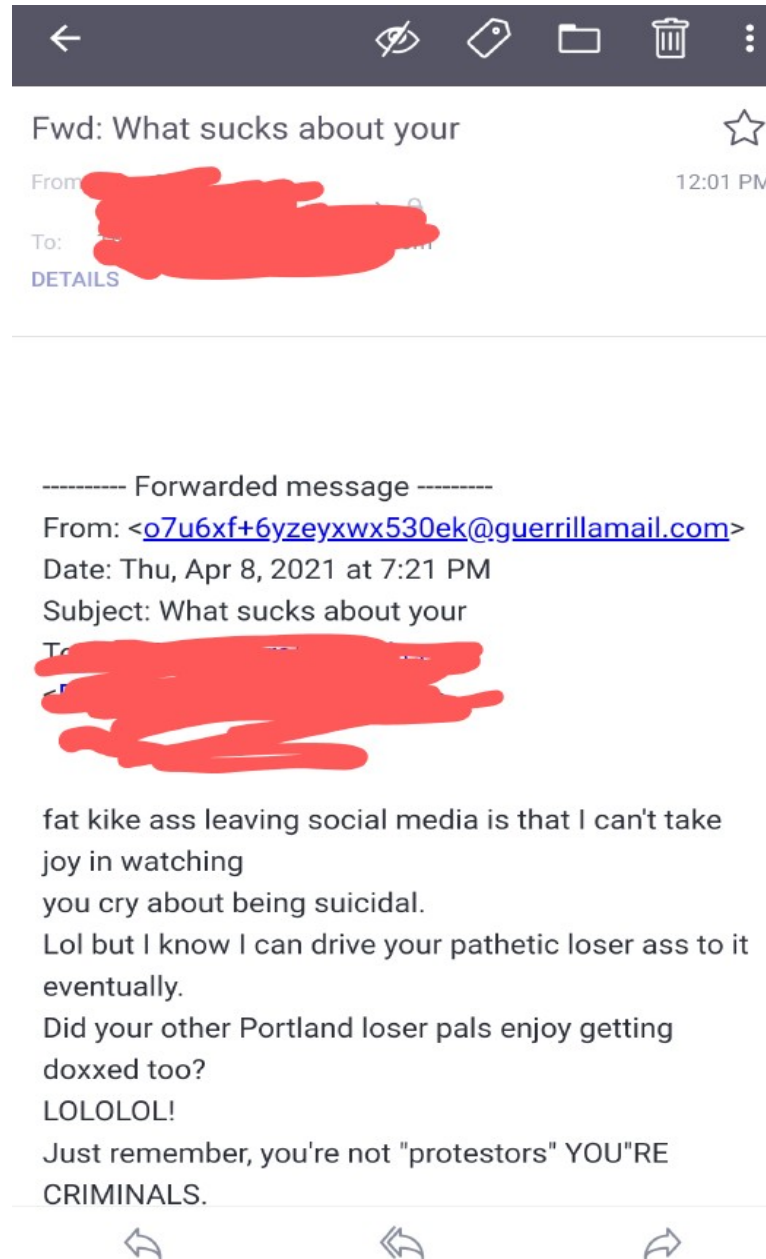 Fwd: What sucks about your
From
12:01 PM
To:
DETAILS
---------- Forwarded message ---------
From: <o7u6xf+6yzeyxwx530ek@guerrillamail.com>
Date: Thu, Apr 8, 2021 at 7:21 PM
Subject: What sucks about your
fat kike ass leaving social media is that I can't take
joy in watching
you cry about being suicidal.
Lol but I know I can drive your pathetic loser ass to it
eventually.
Did your other Portland loser pals enjoy getting
doxxed too?
LOLOLOL!
Just remember, you're not "protestors" YOU"RE
CRIMINALS.